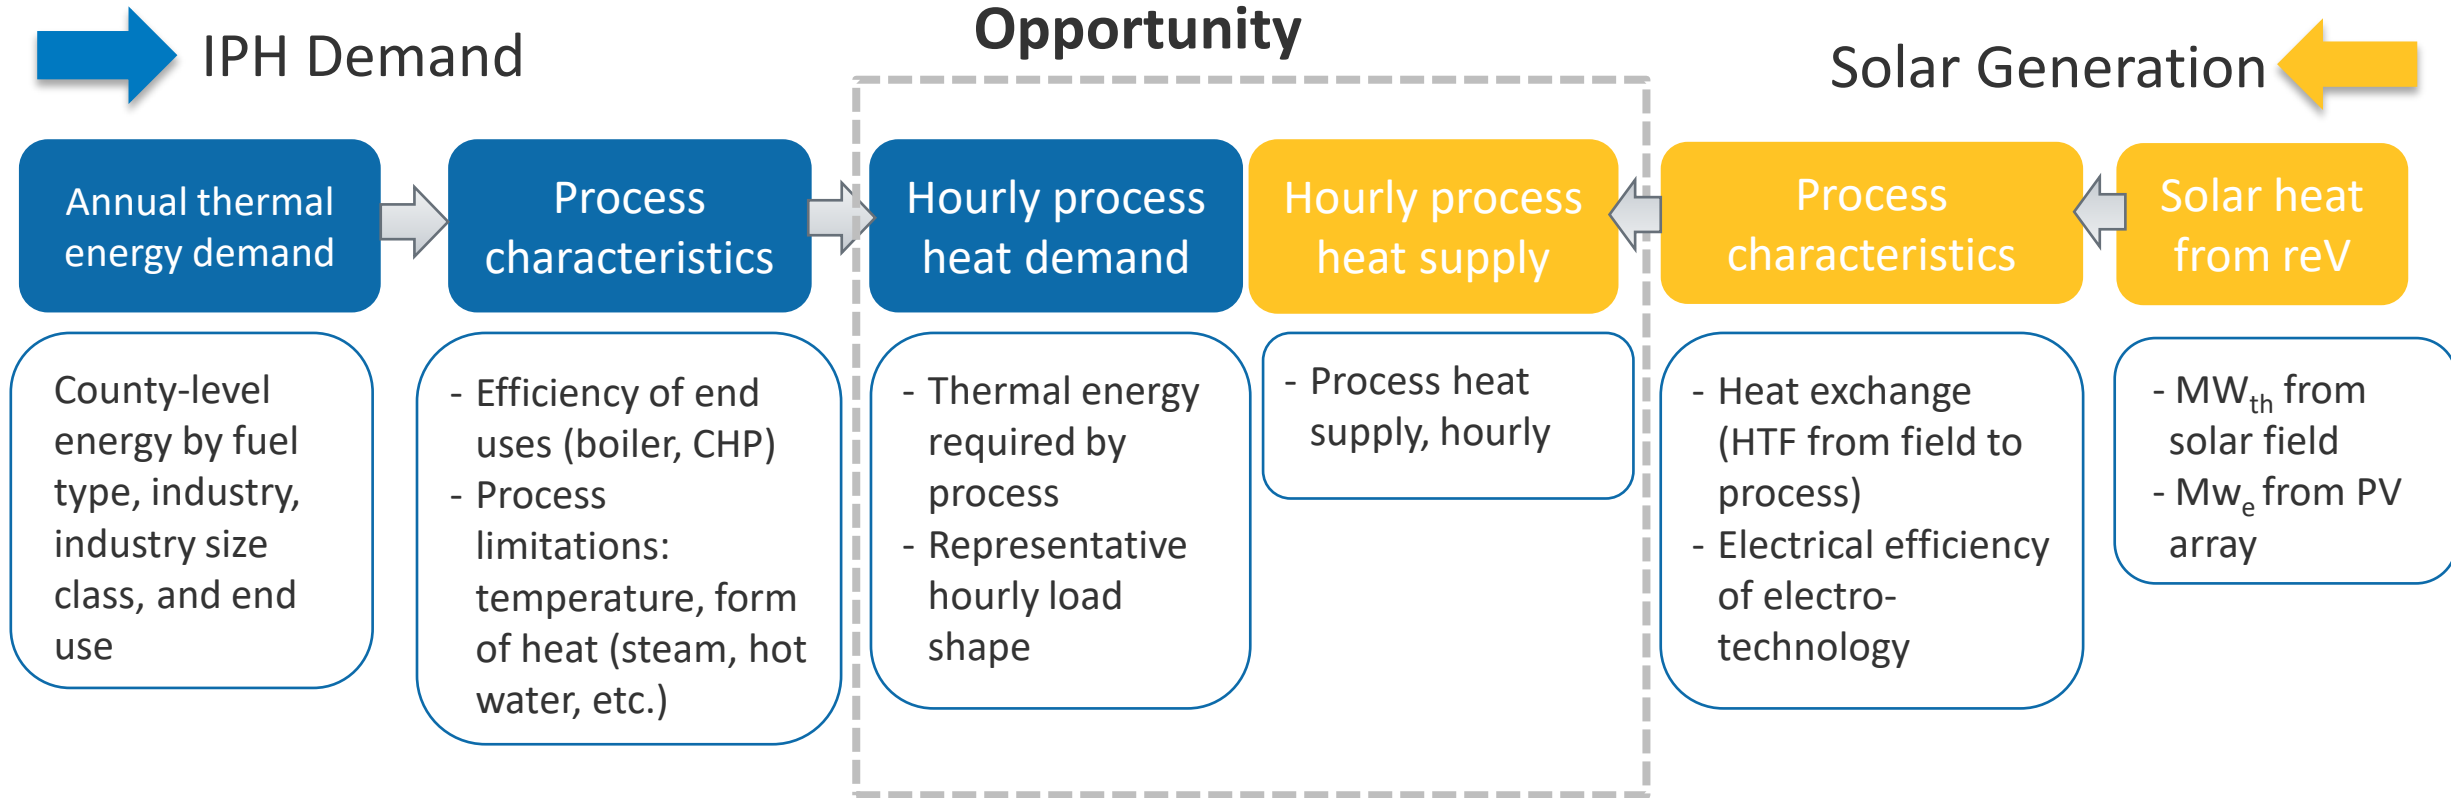 Opportunity
IPH Demand
Solar Generation
Annual thermal
energy demand
Process
characteristics
Hourly process
heat demand
Hourly process
heat supply
Process
characteristics
Solar heat
from reV
County-level
energy by fuel
type, industry,
industry size
class, and end
use
- Efficiency of end
uses (boiler, CHP)
- Process
limitations:
temperature, form
of heat (steam, hot
water, etc.)
- Thermal energy
required by
process
- Representative
hourly load
shape
- Process heat
supply, hourly
- Heat exchange
(HTF from field to
process)
- Electrical efficiency
of electro-
technology
- MWth from
solar field
- Mwe from PV
array